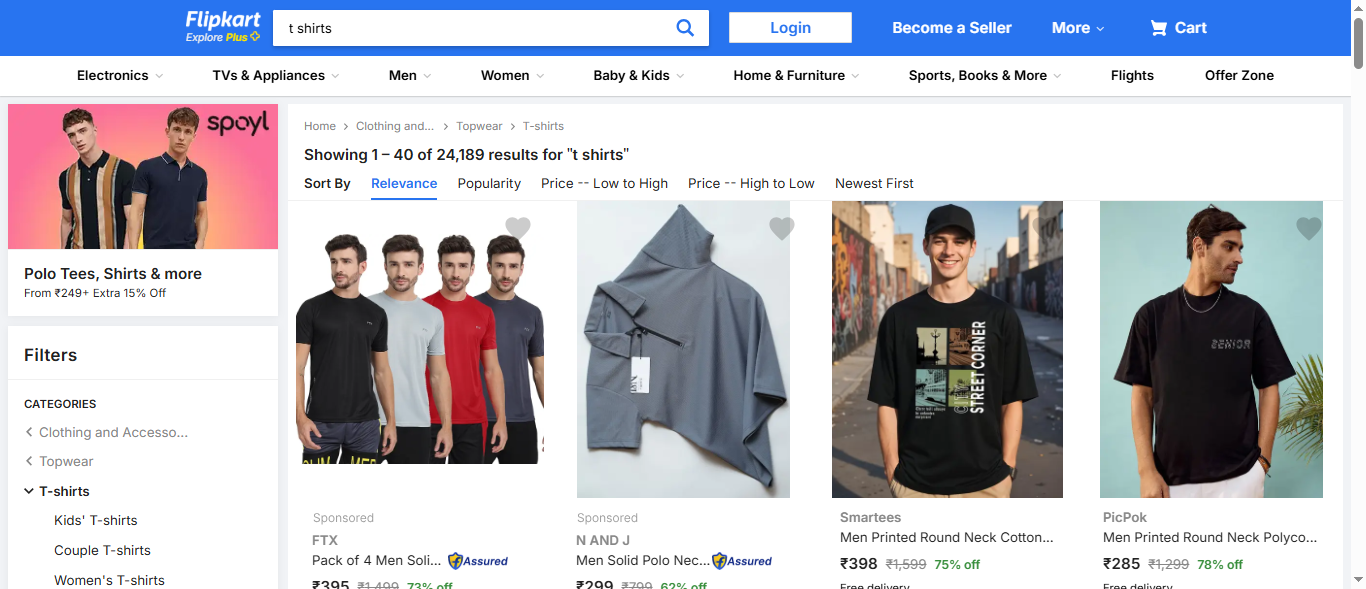 Flipkart
Explore Plus
t shirts
Login
Become a Seller
More
Cart
Electronics
TVs & Appliances
Men
Women
Baby & Kids
Home & Furniture
Sports, Books & More
Flights
Offer Zone
spoyl
Polo Tees, Shirts & more
From ₹249+ Extra 15% Off
Filters
CATEGORIES
Clothing and Accesso...
Topwear
T-shirts
Kids' T-shirts
Couple T-shirts
Women's T-shirts
Home
Clothing and...
Topwear
T-shirts
Showing 1 – 40 of 24,189 results for "t shirts"
Sort By
Relevance
Popularity
Price -- Low to High
Price -- High to Low
Newest First
Sponsored
FTX
Pack of 4 Men Soli...
Assured
₹395 ₹1,499 73% off
Sponsored
N AND J
Men Solid Polo Nec...
Assured
₹299 ₹799 62% off
STREET CORNER
CITY
Smartees
Men Printed Round Neck Cotton...
₹398 ₹1,599 75% off
Free delivery
SENIOR
PicPok
Men Printed Round Neck Polyco...
₹285 ₹1,299 78% off
Free delivery